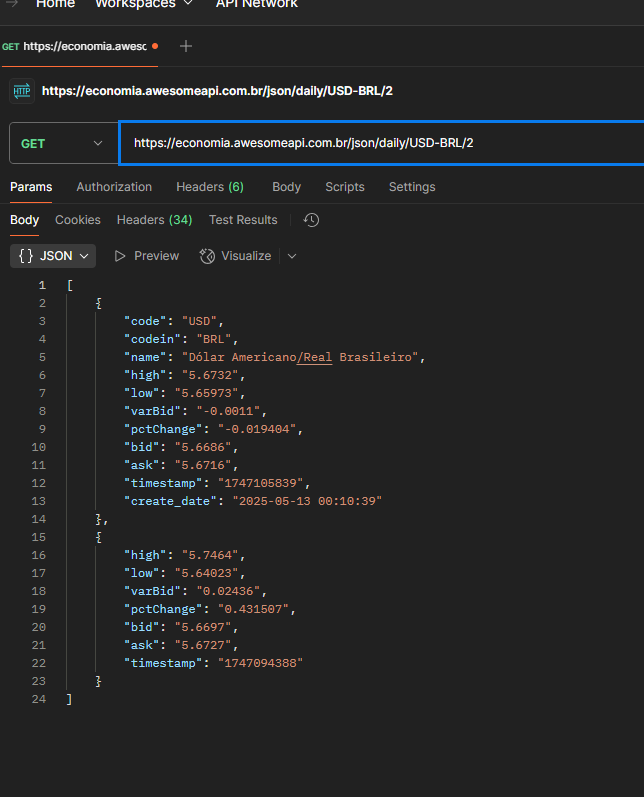 Home Workspaces API Network
GET https://economia.awesc
HTTP https://economia.awesomeapi.com.br/json/daily/USD-BRL/2
GET https://economia.awesomeapi.com.br/json/daily/USD-BRL/2
Params Authorization Headers (6) Body Scripts Settings
Body Cookies Headers (34) Test Results
{} JSON Preview Visualize
1 [
2 {
3 "code": "USD",
4 "codein": "BRL",
5 "name": "Dólar Americano/Real Brasileiro",
6 "high": "5.6732",
7 "low": "5.65973",
8 "varBid": "-0.0011",
9 "pctChange": "-0.019404",
10 "bid": "5.6686",
11 "ask": "5.6716",
12 "timestamp": "1747105839",
13 "create_date": "2025-05-13 00:10:39"
14 },
15 {
16 "high": "5.7464",
17 "low": "5.64023",
18 "varBid": "0.02436",
19 "pctChange": "0.431507",
20 "bid": "5.6697",
21 "ask": "5.6727",
22 "timestamp": "1747094388"
23 }
24 ]